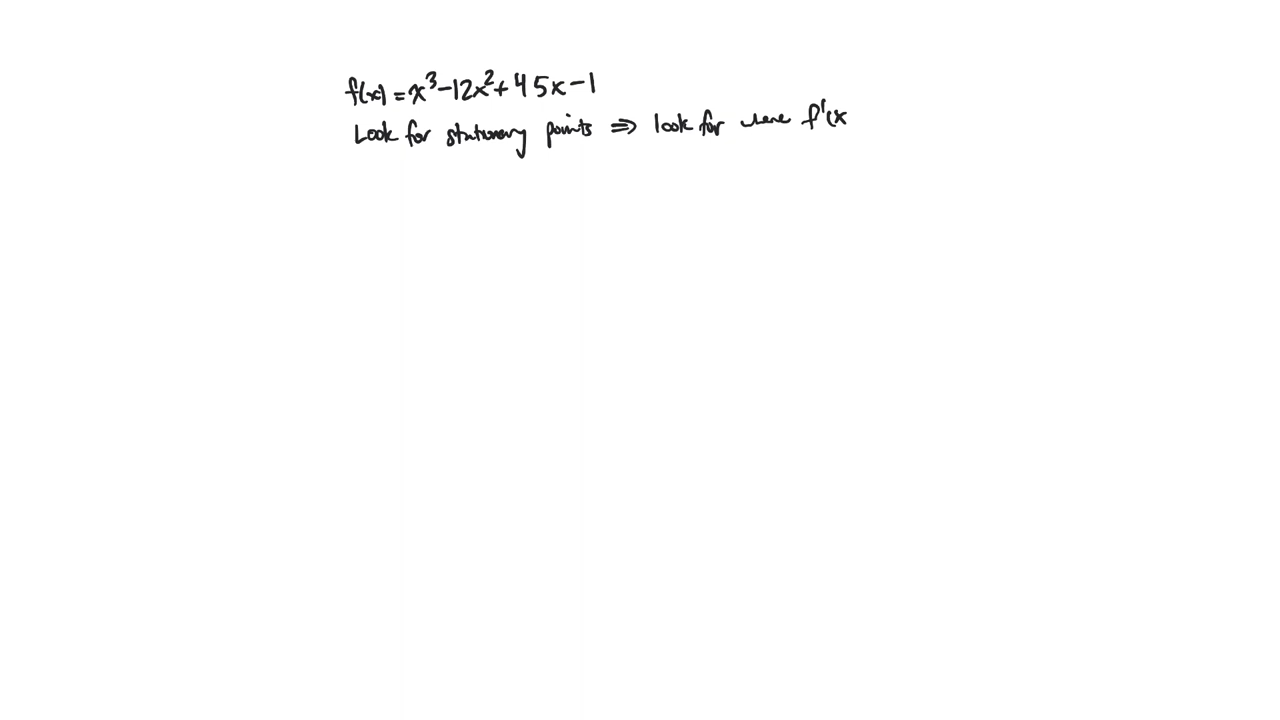 f(x) = x³-12x²+45x-1
Look for stationary points ⇒ look for where f'(x